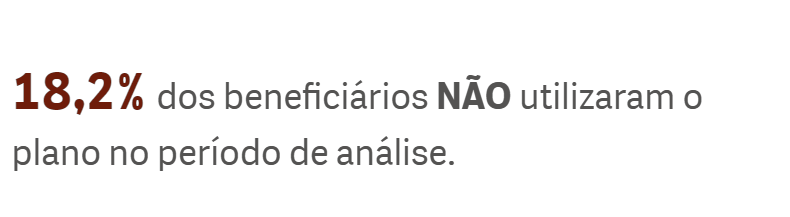 18,2% dos beneficiários NÃO utilizaram o
plano no período de análise.